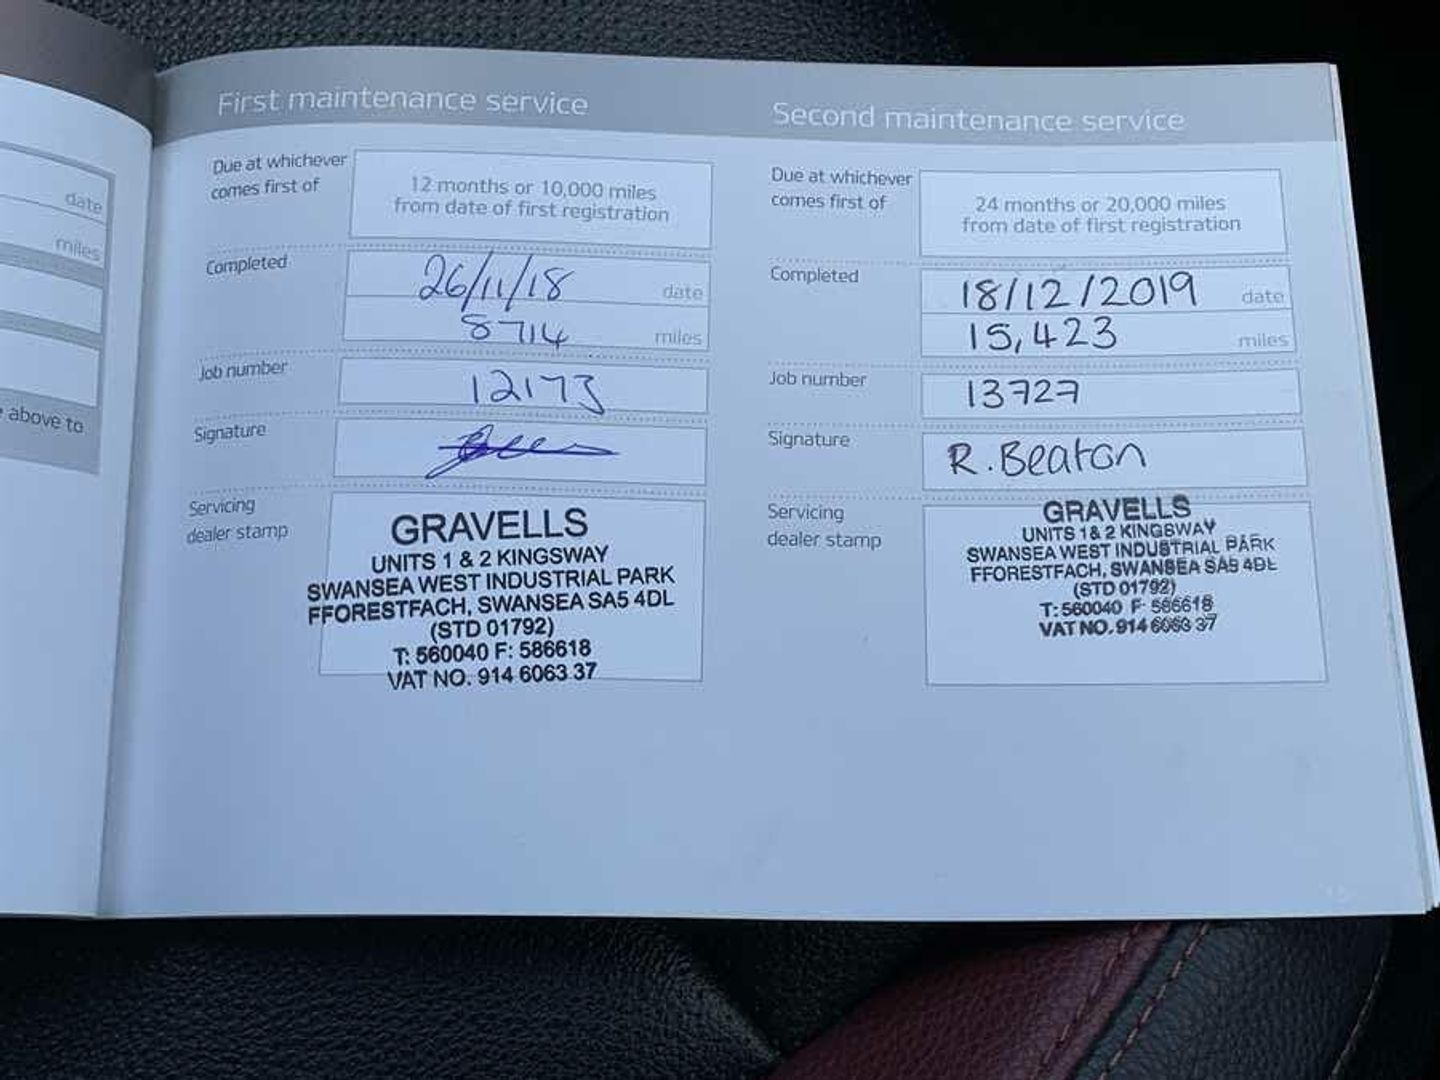 date
miles
above to
First maintenance service
Due at whichever
comes first of
12 months or 10,000 miles
from date of first registration
Completed
26/11/18 date
8714 miles
Job number
12173
Signature
Servicing
dealer stamp
GRAVELLS
UNITS 1 & 2 KINGSWAY
SWANSEA WEST INDUSTRIAL PARK
FFORESTFACH, SWANSEA SA5 4DL
(STD 01792)
T: 560040 F: 586618
VAT NO. 914 6063 37
Second maintenance service
Due at whichever
comes first of
24 months or 20,000 miles
from date of first registration
Completed
18/12/2019 date
15,423 miles
Job number
13727
Signature
R. Beaton
Servicing
dealer stamp
GRAVELLS
UNITS 1 & 2 KINGSWAY
SWANSEA WEST INDUSTRIAL PARK
FFORESTFACH, SWANSEA SA5 4DL
(STD 01792)
T: 560040 F: 586618
VAT NO. 914 6063 37